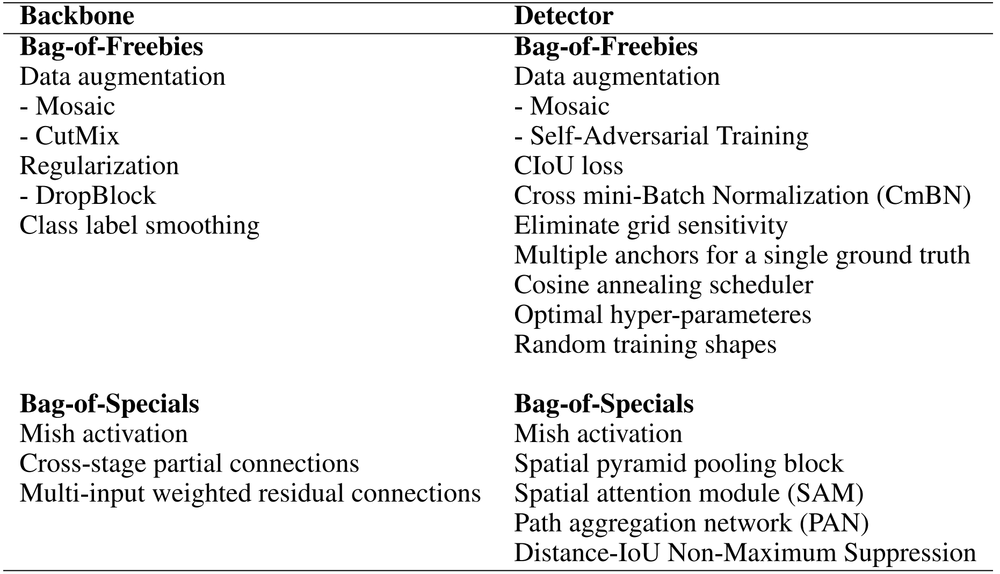 Backbone
Detector
Bag-of-Freebies
Bag-of-Freebies
Data augmentation
Data augmentation
- Mosaic
- Mosaic
- CutMix
- Self-Adversarial Training
Regularization
CIoU loss
- DropBlock
Cross mini-Batch Normalization (CmBN)
Class label smoothing
Eliminate grid sensitivity
Multiple anchors for a single ground truth
Cosine annealing scheduler
Optimal hyper-parameteres
Random training shapes
Bag-of-Specials
Bag-of-Specials
Mish activation
Mish activation
Cross-stage partial connections
Spatial pyramid pooling block
Multi-input weighted residual connections
Spatial attention module (SAM)
Path aggregation network (PAN)
Distance-IoU Non-Maximum Suppression